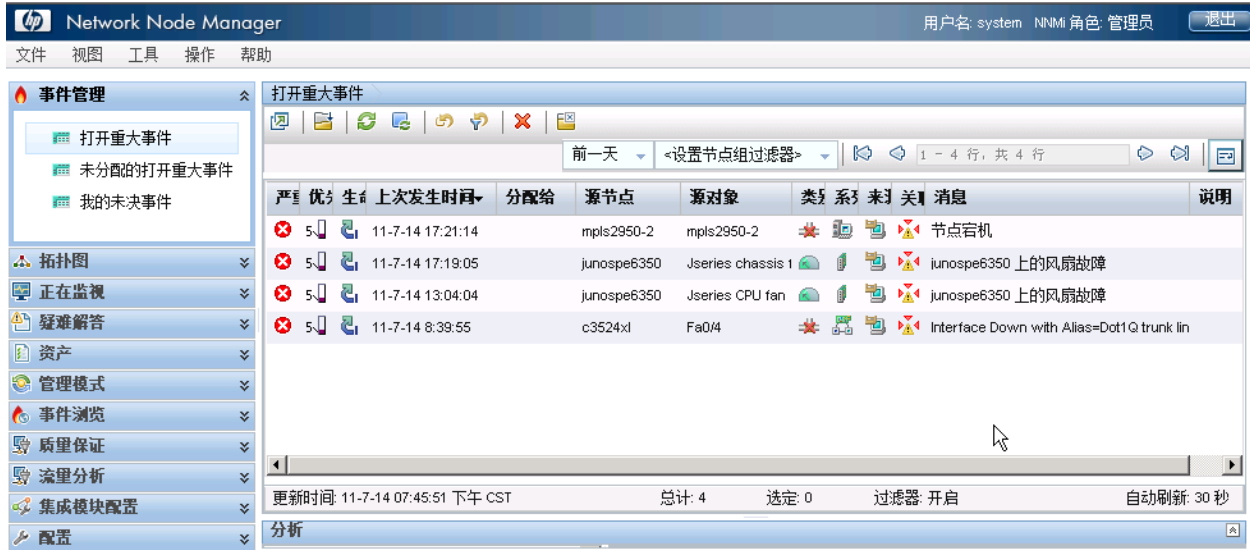 hp Network Node Manager 用户名: system NNMi 角色: 管理员 退出
文件 视图 工具 操作 帮助
事件管理
打开重大事件
未分配的打开重大事件
我的未决事件
拓扑图
正在监视
疑难解答
资产
管理模式
事件浏览
质量保证
流量分析
集成模块配置
配置
打开重大事件
前一天 <设置节点组过滤器> 1 - 4 行, 共 4 行
优 生 上次发生时间 分配给 源节点 源对象 类 系 来 关 消息 说明
5 11-7-14 17:21:14 mpls2950-2 mpls2950-2 节点宕机
5 11-7-14 17:19:05 junospe6350 Jseries chassis 1 junospe6350 上的风扇故障
5 11-7-14 13:04:04 junospe6350 Jseries CPU fan junospe6350 上的风扇故障
5 11-7-14 8:39:55 c3524xl Fa0/4 Interface Down with Alias=Dot1Q trunk lin
更新时间: 11-7-14 07:45:51 下午 CST 总计: 4 选定: 0 过滤器: 开启 自动刷新: 30 秒
分析